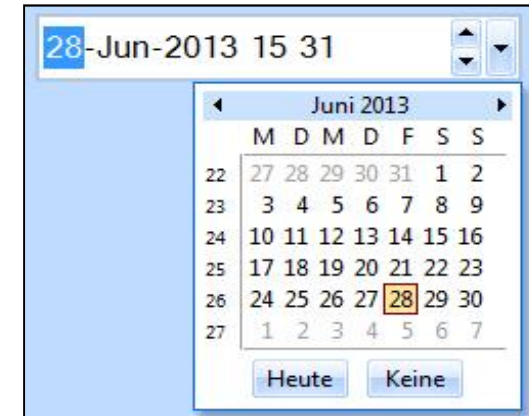 28-Jun-2013 15 31
Juni 2013
M D M D F S S
22 27 28 29 30 31 1 2
23 3 4 5 6 7 8 9
24 10 11 12 13 14 15 16
25 17 18 19 20 21 22 23
26 24 25 26 27 28 29 30
27 1 2 3 4 5 6 7
Heute Keine